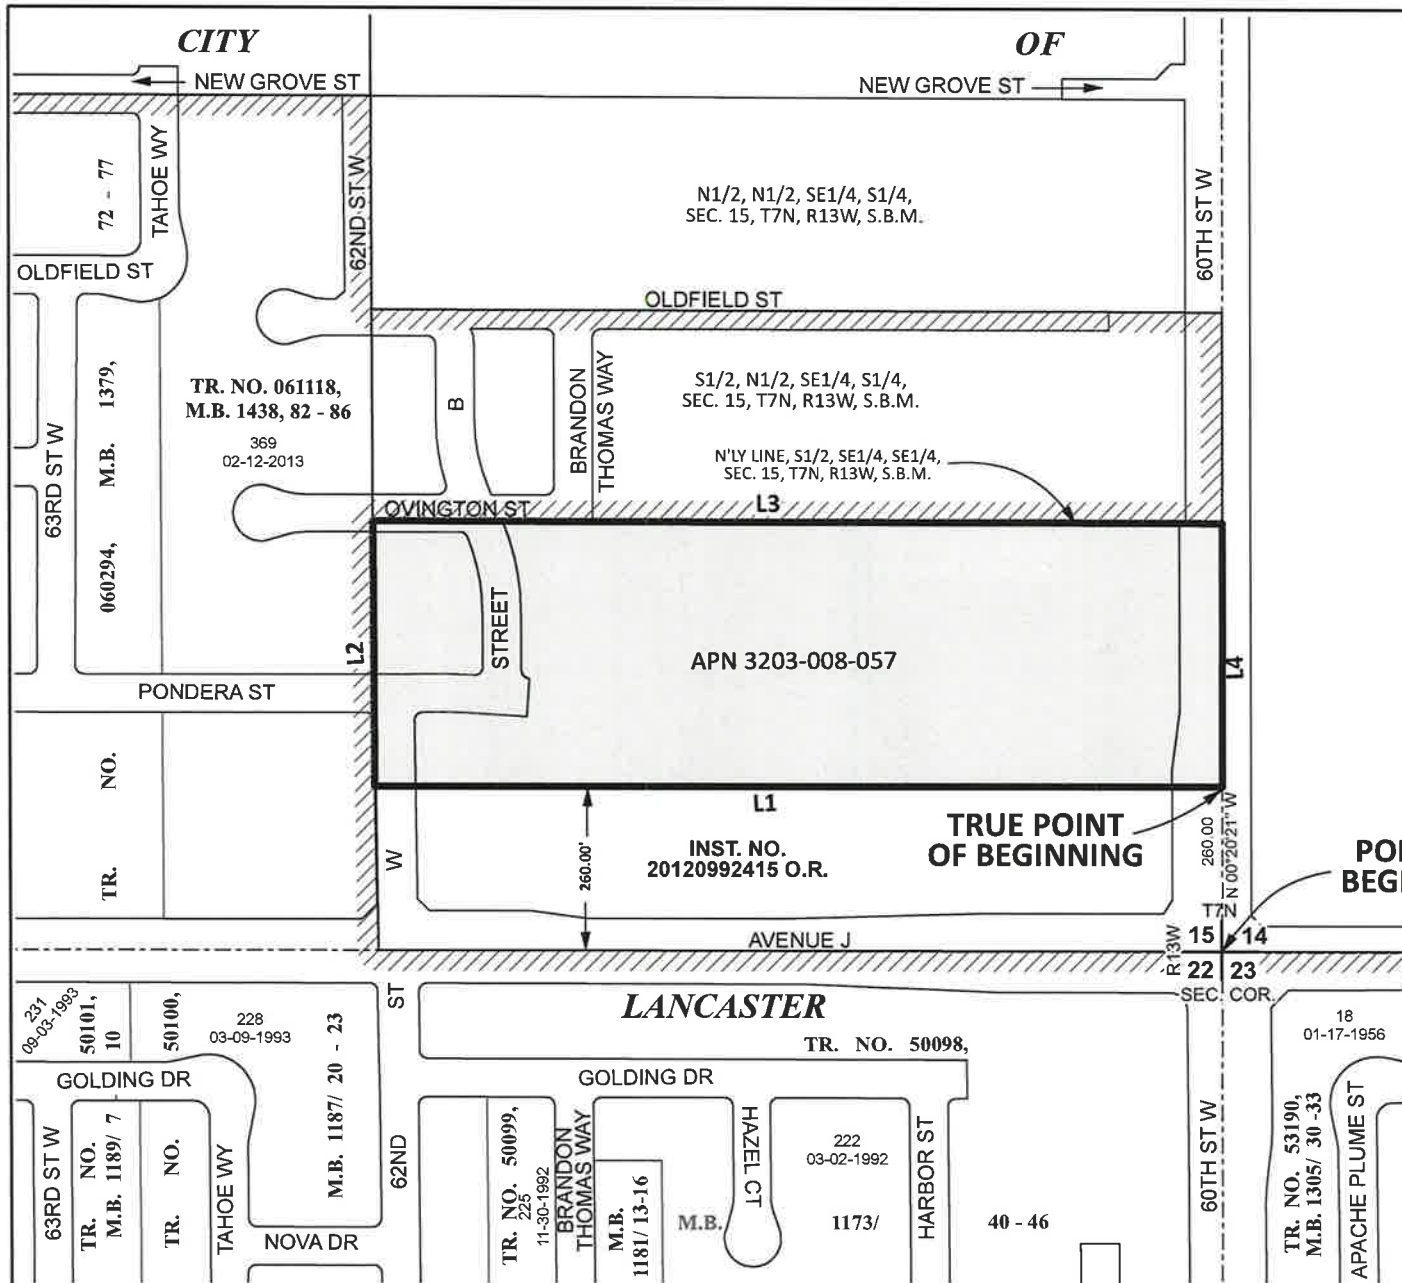 CITY
OF
NEW GROVE ST
NEW GROVE ST
TAHOE WY
72 - 77
62ND ST W
60TH ST W
N1/2, N1/2, SE1/4, S1/4,
SEC. 15, T7N, R13W, S.B.M.
OLDFIELD ST
OLDFIELD ST
TR. NO. 061118,
M.B. 1438, 82 - 86
369
02-12-2013
B
BRANDON
THOMAS WAY
S1/2, N1/2, SE1/4, S1/4,
SEC. 15, T7N, R13W, S.B.M.
N'LY LINE, S1/2, SE1/4, SE1/4,
SEC. 15, T7N, R13W, S.B.M.
63RD ST W
TR. NO. 060294, M.B. 1379,
OVINGTON ST
L3
STREET
L2
APN 3203-008-057
L4
PONDERA ST
L1
TRUE POINT
OF BEGINNING
INST. NO.
20120992415 O.R.
260.00'
260.00
N 00°20'21" W
W
T7N
R13W
15
14
22
23
SEC. COR.
AVENUE J
LANCASTER
231
09-03-1993
50101,
10
50100,
228
03-09-1993
M.B. 1187/ 20 - 23
ST
TR. NO. 50098,
18
01-17-1956
GOLDING DR
GOLDING DR
63RD ST W
TR. NO.
M.B. 1189/ 7
TR. NO.
TAHOE WY
NOVA DR
62ND
TR. NO. 50099,
225
11-30-1992
BRANDON
THOMAS WAY
M.B.
1181/ 13-16
M.B.
HAZEL CT
222
03-02-1992
1173/
HARBOR ST
40 - 46
60TH ST W
TR. NO. 53190,
M.B. 1305/ 30 -33
APACHE PLUME ST